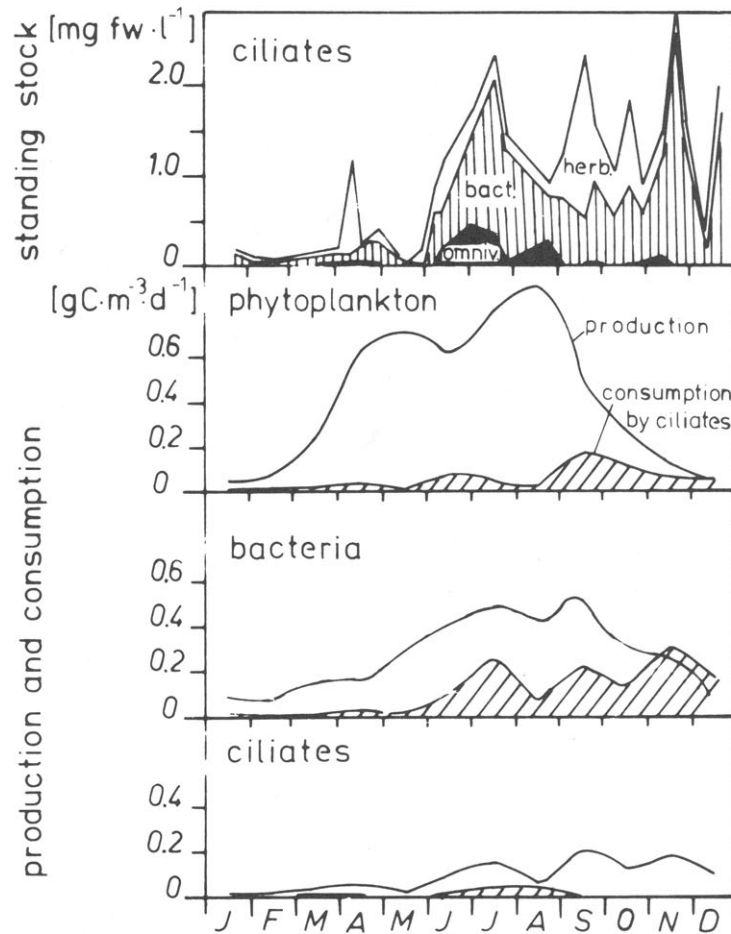 [mg fw·l⁻¹]
standing stock
ciliates
2.0
1.0
0
herb.
bact.
omniv.
[gC·m⁻³·d⁻¹]
phytoplankton
production
consumption
by ciliates
0.6
0.4
0.2
0
production and consumption
bacteria
0.6
0.4
0.2
0
ciliates
0.4
0.2
0
J F M A M J J A S O N D